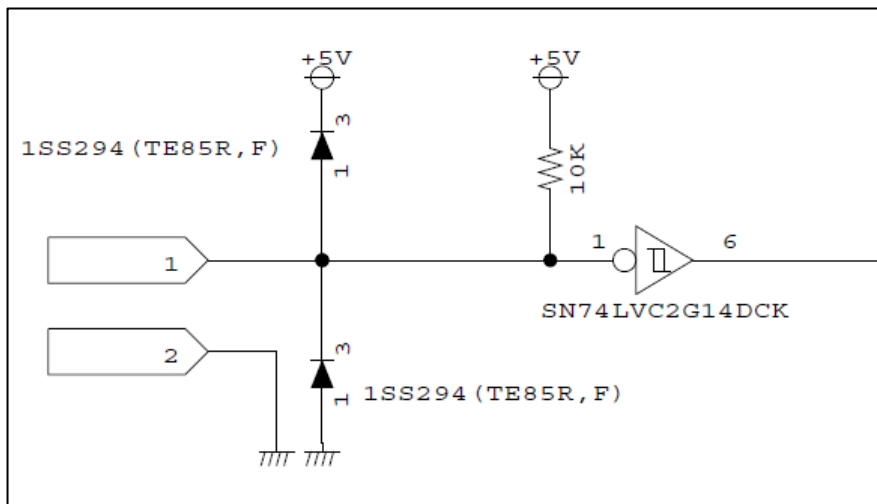 +5V
+5V
3
1SS294(TE85R,F)
1
10K
1
1
6
SN74LVC2G14DCK
2
3
1
1SS294(TE85R,F)